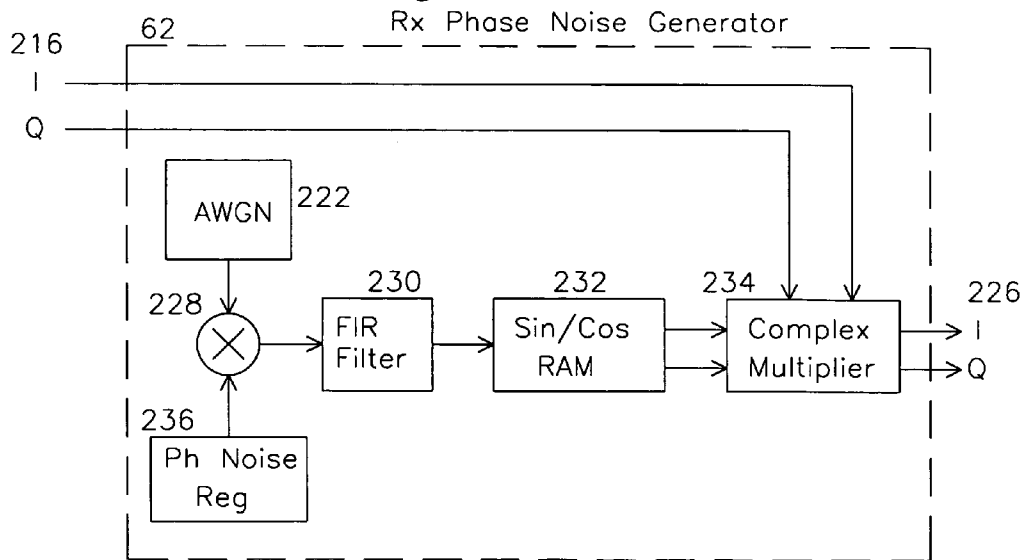 Rx Phase Noise Generator
216
62
I
Q
AWGN
222
228
230
232
234
226
FIR
Filter
Sin/Cos
RAM
Complex
Multiplier
I
Q
236
Ph Noise
Reg